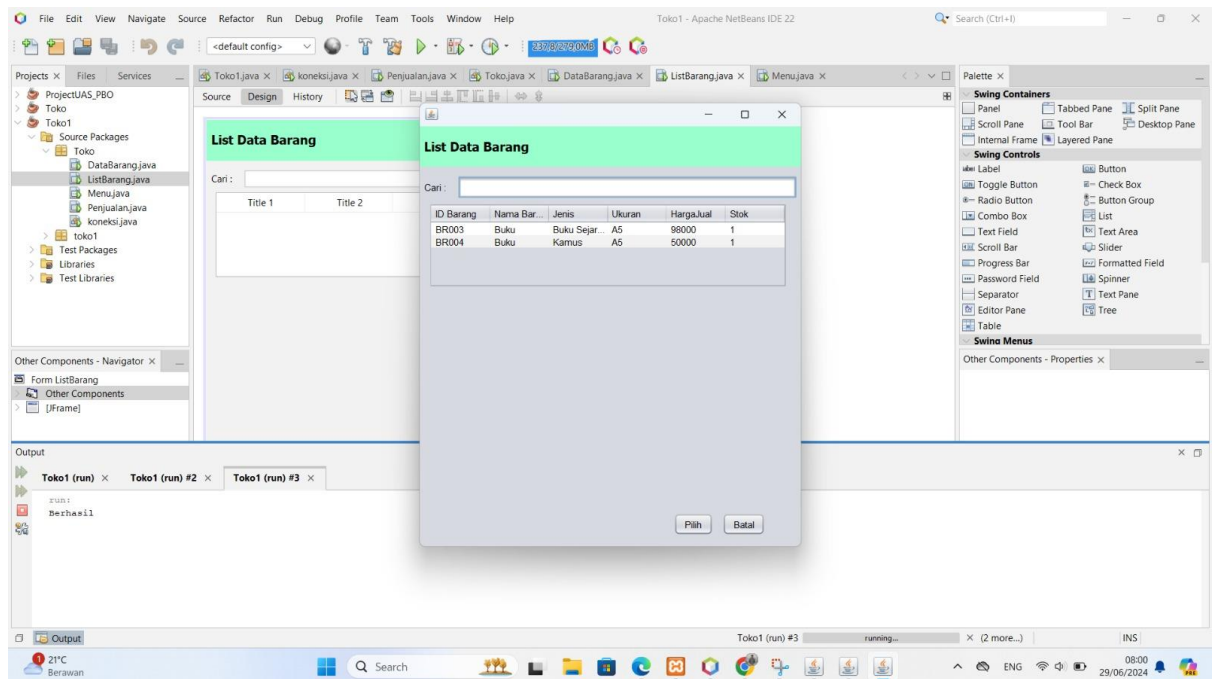 File Edit View Navigate Source Refactor Run Debug Profile Team Tools Window Help Toko1 - Apache NetBeans IDE 22 Search (Ctrl+I)
<default config> 237,8/279,0MB
Projects Files Services
Toko1.java koneksi.java Penjualan.java Toko.java DataBarang.java ListBarang.java Menu.java
Source Design History
ProjectUAS_PBO
Toko
Toko1
Source Packages
Toko
DataBarang.java
ListBarang.java
Menu.java
Penjualan.java
koneksi.java
toko1
Test Packages
Libraries
Test Libraries
Other Components - Navigator
Form ListBarang
Other Components
[JFrame]
List Data Barang
Cari :
Title 1 Title 2
List Data Barang
Cari :
ID Barang Nama Bar... Jenis Ukuran HargaJual Stok
BR003 Buku Buku Sejar... A5 98000 1
BR004 Buku Kamus A5 50000 1
Pilih Batal
Palette
Swing Containers
Panel Tabbed Pane Split Pane
Scroll Pane Tool Bar Desktop Pane
Internal Frame Layered Pane
Swing Controls
label Label Button
Toggle Button Check Box
Radio Button Button Group
Combo Box List
Text Field Text Area
Scroll Bar Slider
Progress Bar Formatted Field
Password Field Spinner
Separator Text Pane
Editor Pane Tree
Table
Swing Menus
Other Components - Properties
Output
Toko1 (run) Toko1 (run) #2 Toko1 (run) #3
run:
Berhasil
Output Toko1 (run) #3 running... (2 more...) INS
1 21°C
Berawan
Search
ENG
08:00
29/06/2024
PRE